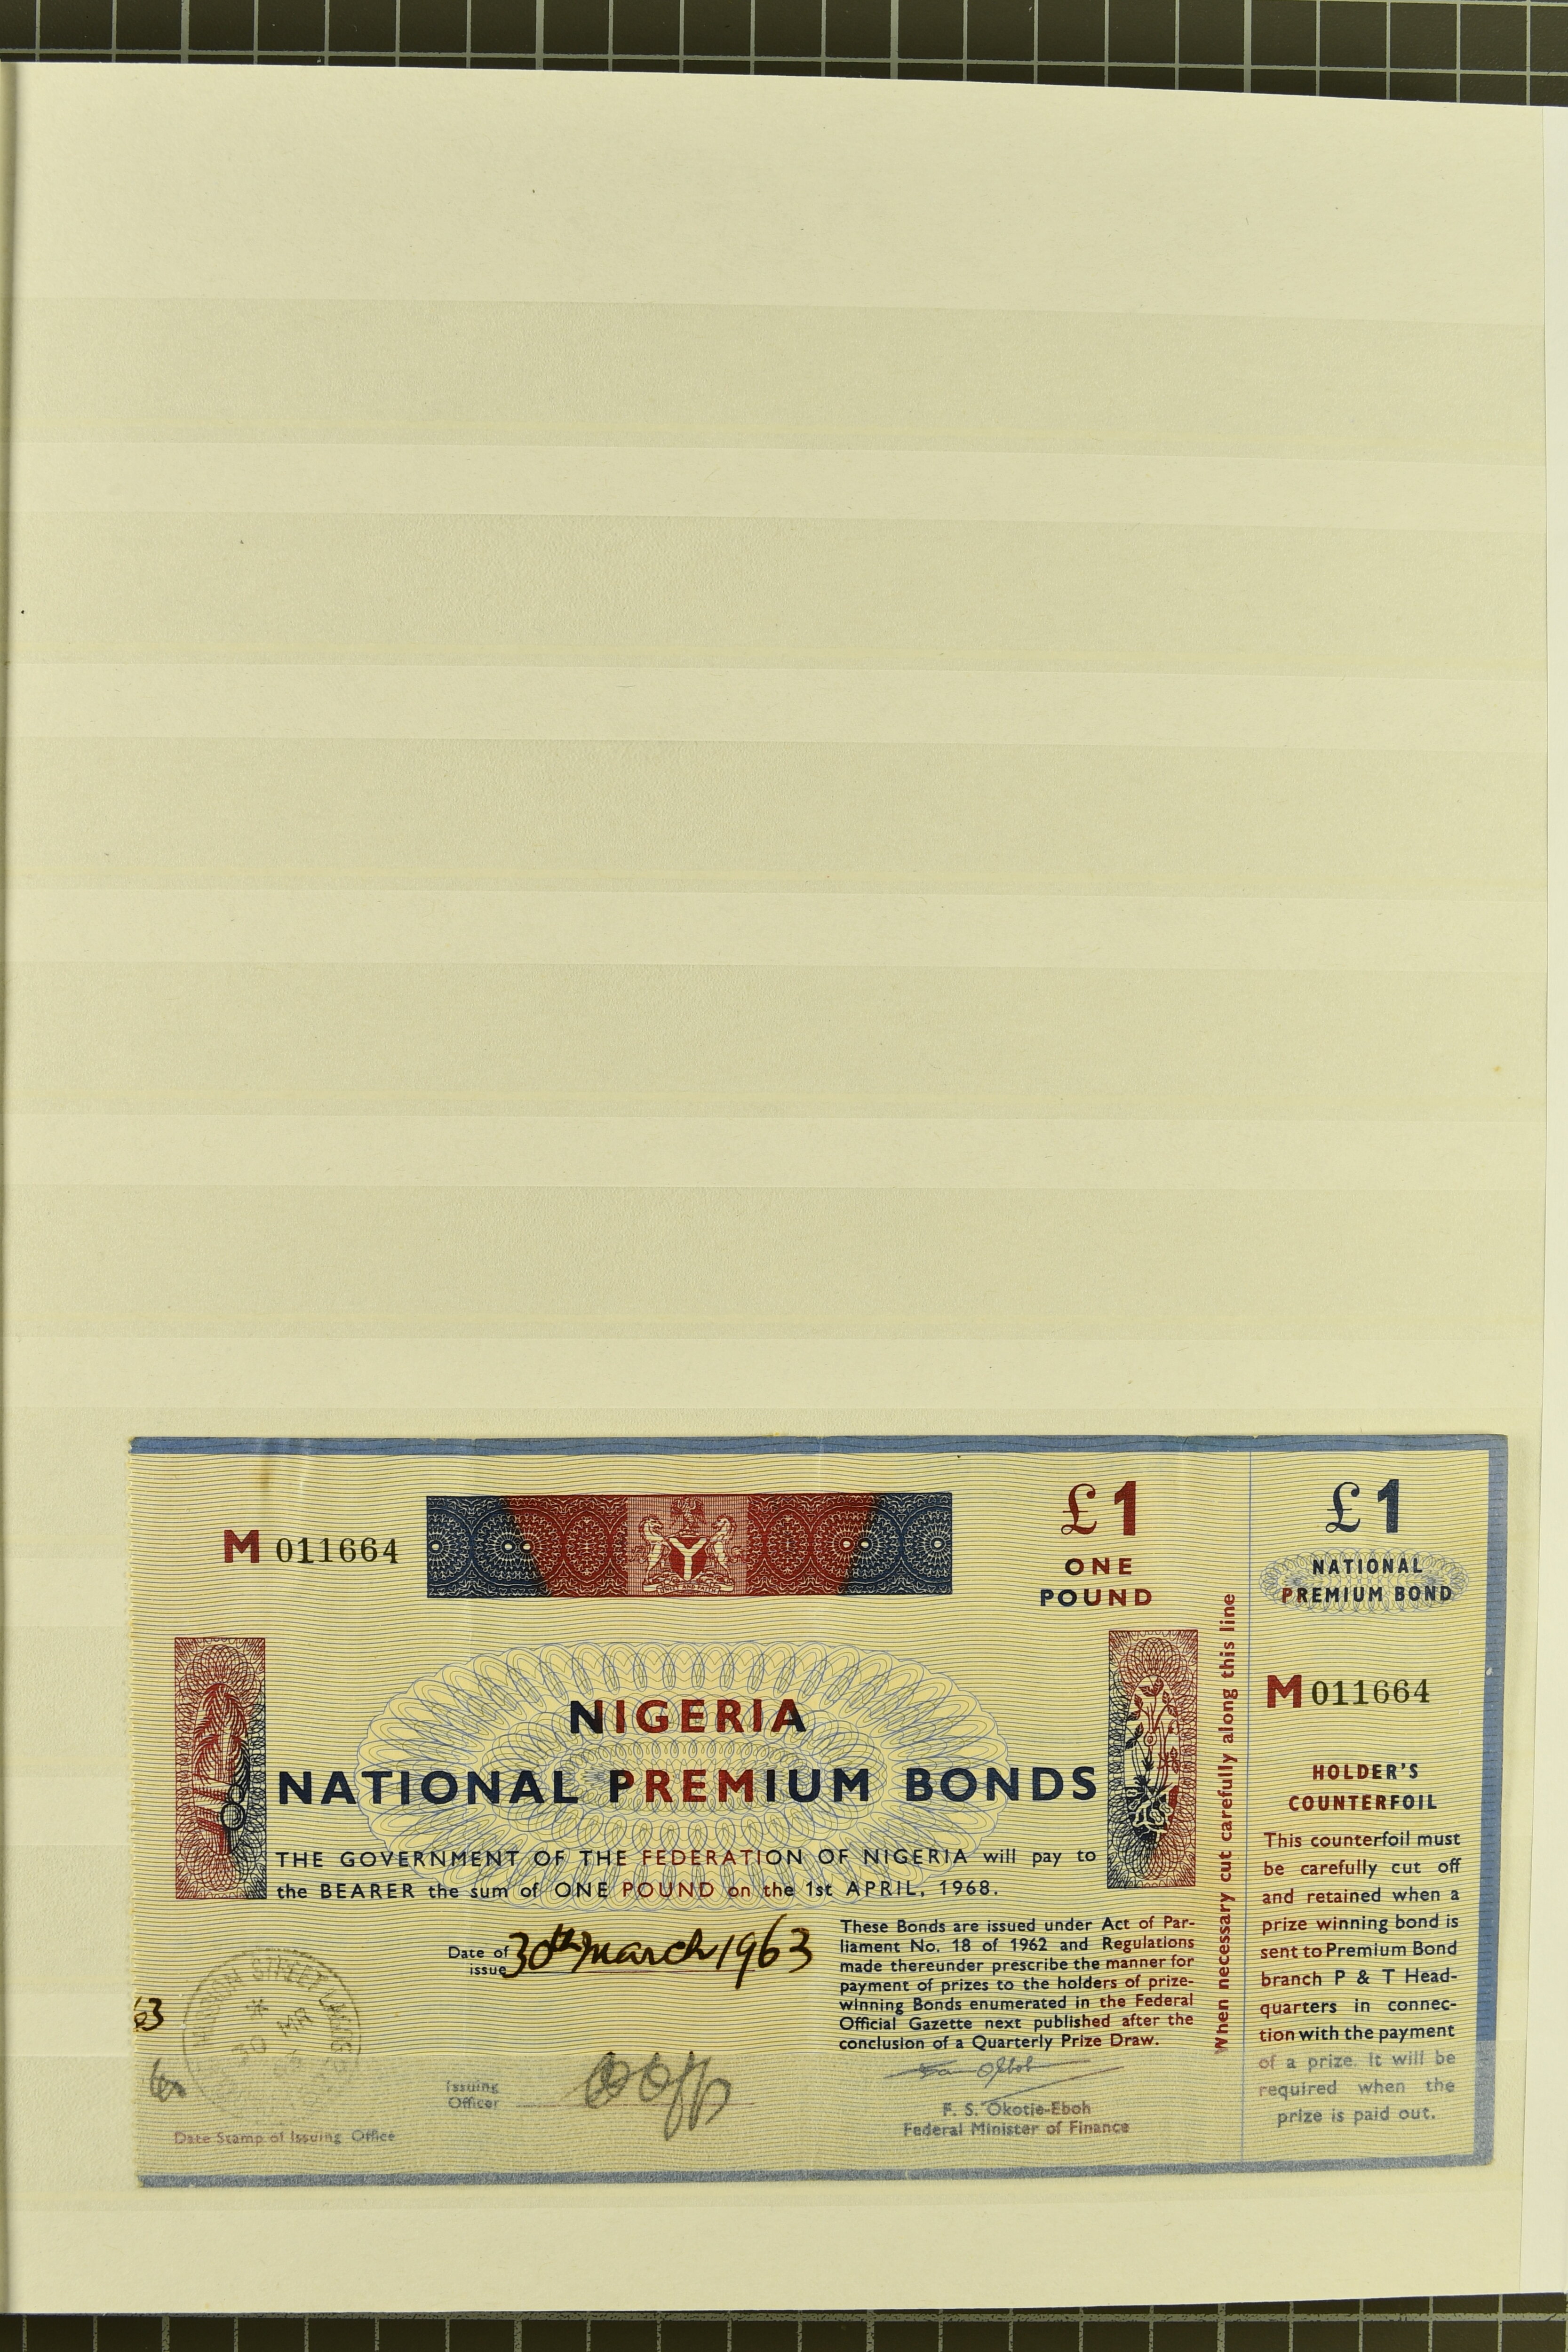 M 011664
£1
ONE
POUND
NIGERIA
NATIONAL PREMIUM BONDS
THE GOVERNMENT OF THE FEDERATION OF NIGERIA will pay to
the BEARER the sum of ONE POUND on the 1st APRIL, 1968.
Date of
issue 30th March 1963
These Bonds are issued under Act of Par-
liament No. 18 of 1962 and Regulations
made thereunder prescribe the manner for
payment of prizes to the holders of prize-
winning Bonds enumerated in the Federal
Official Gazette next published after the
conclusion of a Quarterly Prize Draw.
63
STREET LAGOS
30 MR
Date Stamp of Issuing Office
Issuing
Officer
F. S. Okotie-Eboh
Federal Minister of Finance
When necessary cut carefully along this line
£1
NATIONAL
PREMIUM BOND
M 011664
HOLDER'S
COUNTERFOIL
This counterfoil must
be carefully cut off
and retained when a
prize winning bond is
sent to Premium Bond
branch P & T Head-
quarters in connec-
tion with the payment
of a prize. It will be
required when the
prize is paid out.